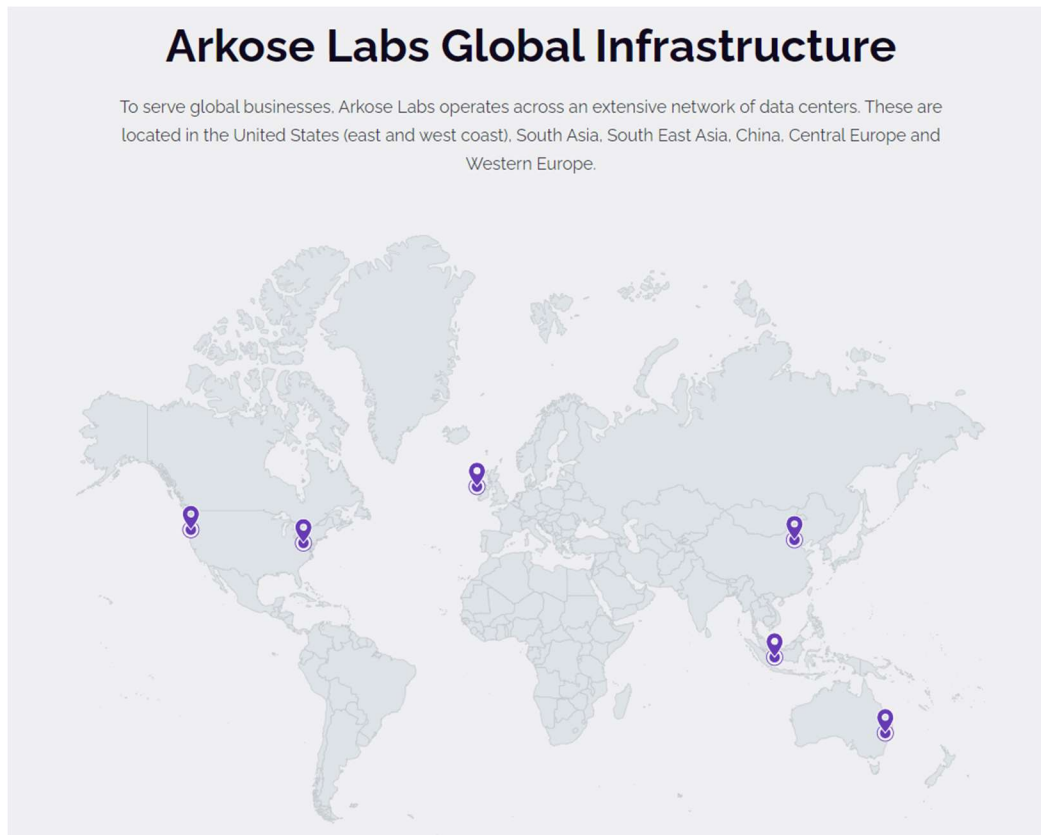 Arkose Labs Global Infrastructure
To serve global businesses, Arkose Labs operates across an extensive network of data centers. These are
located in the United States (east and west coast), South Asia, South East Asia, China, Central Europe and
Western Europe.